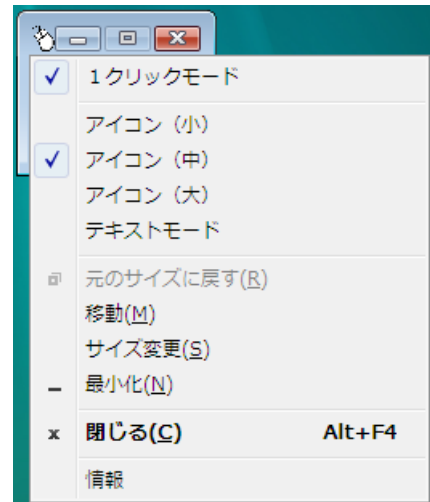 1クリックモード
アイコン（小）
アイコン（中）
アイコン（大）
テキストモード
元のサイズに戻す(R)
移動(M)
サイズ変更(S)
最小化(N)
閉じる(C) Alt+F4
情報